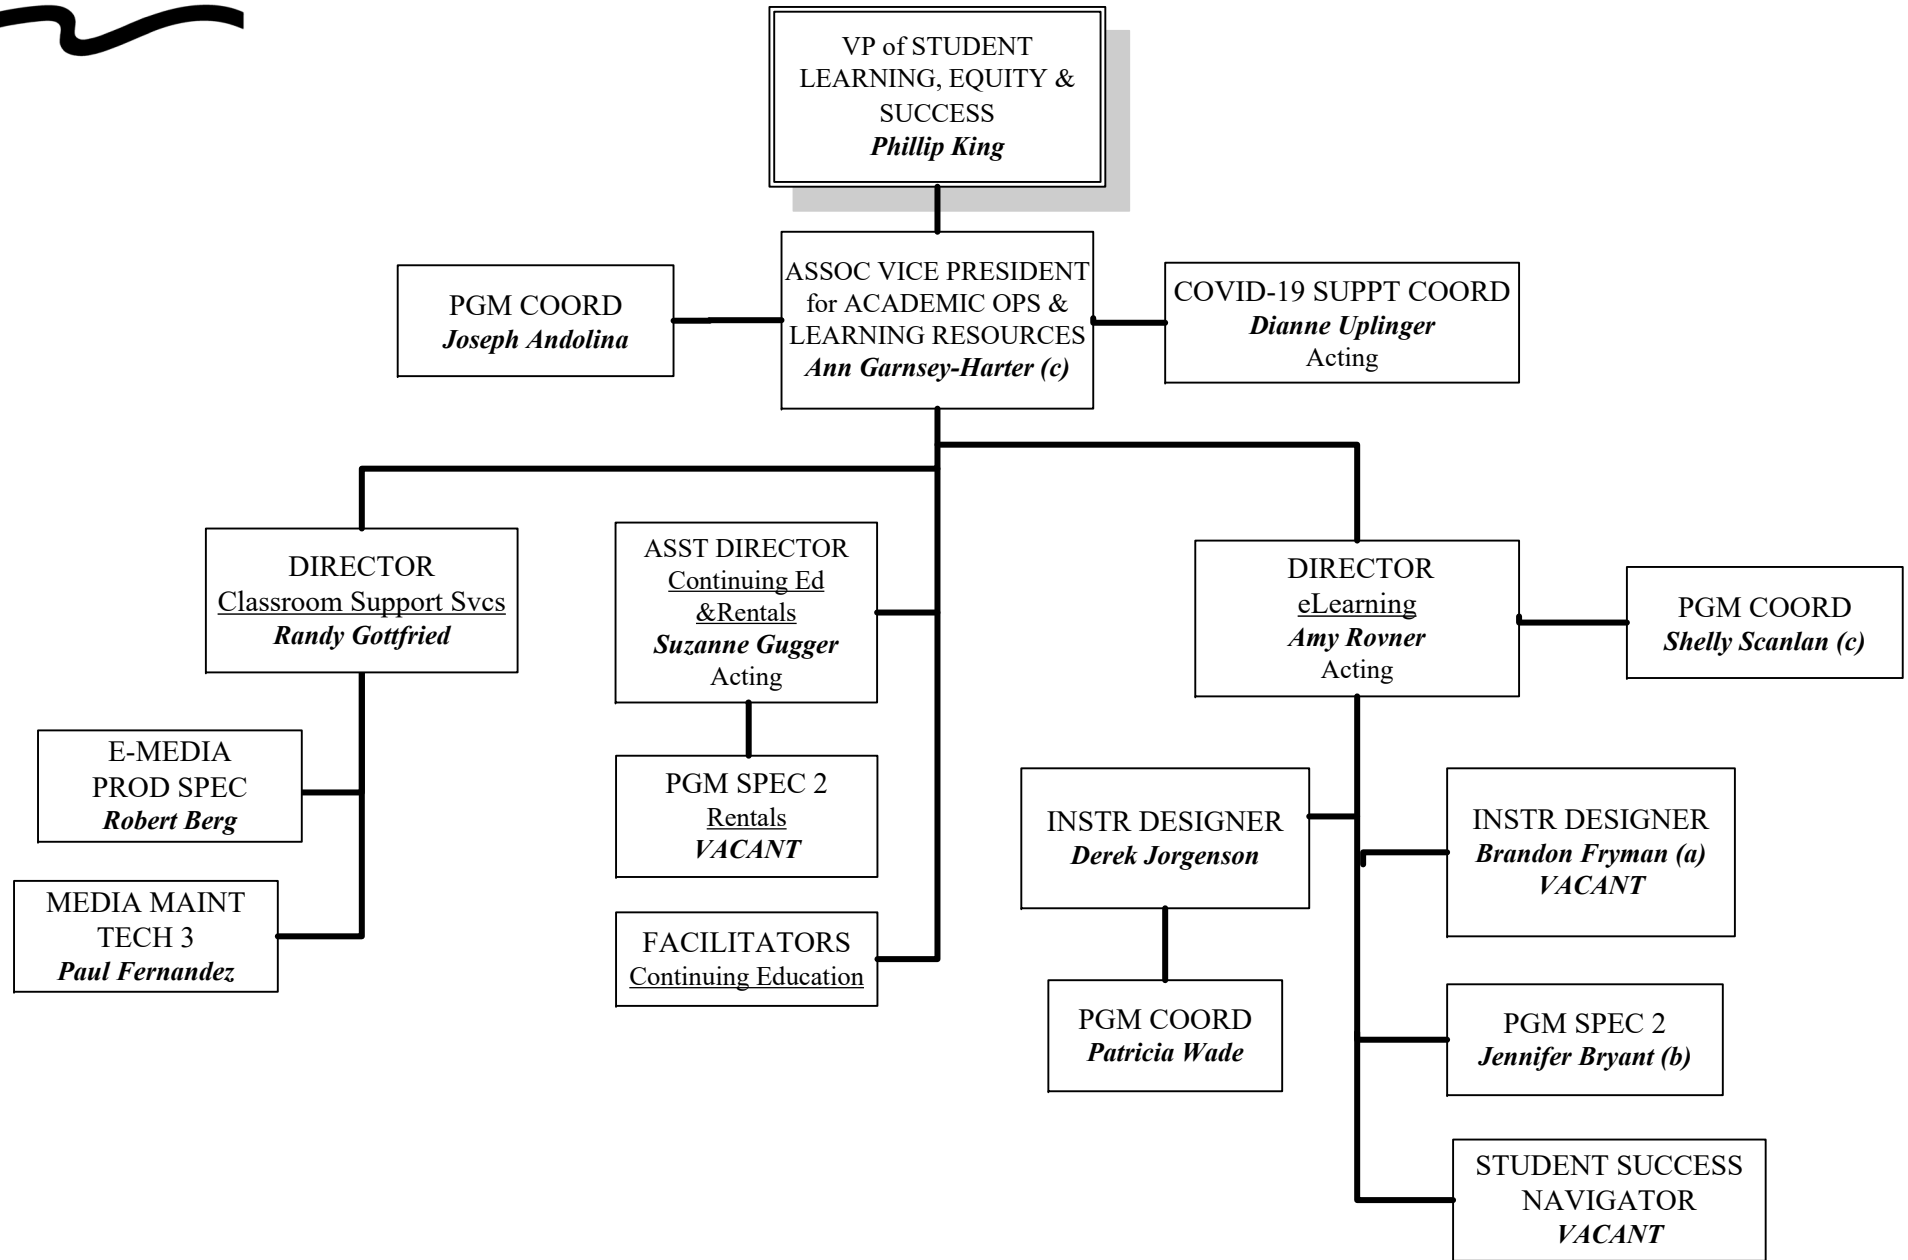 VP of STUDENT
LEARNING, EQUITY &
SUCCESS
Phillip King
PGM COORD
Joseph Andolina
ASSOC VICE PRESIDENT
for ACADEMIC OPS &
LEARNING RESOURCES
Ann Garnsey-Harter (c)
COVID-19 SUPPT COORD
Dianne Uplinger
Acting
DIRECTOR
Classroom Support Svcs
Randy Gottfried
E-MEDIA
PROD SPEC
Robert Berg
MEDIA MAINT
TECH 3
Paul Fernandez
ASST DIRECTOR
Continuing Ed
&Rentals
Suzanne Gugger
Acting
PGM SPEC 2
Rentals
VACANT
FACILITATORS
Continuing Education
DIRECTOR
eLearning
Amy Rovner
Acting
PGM COORD
Shelly Scanlan (c)
INSTR DESIGNER
Derek Jorgenson
PGM COORD
Patricia Wade
INSTR DESIGNER
Brandon Fryman (a)
VACANT
PGM SPEC 2
Jennifer Bryant (b)
STUDENT SUCCESS
NAVIGATOR
VACANT